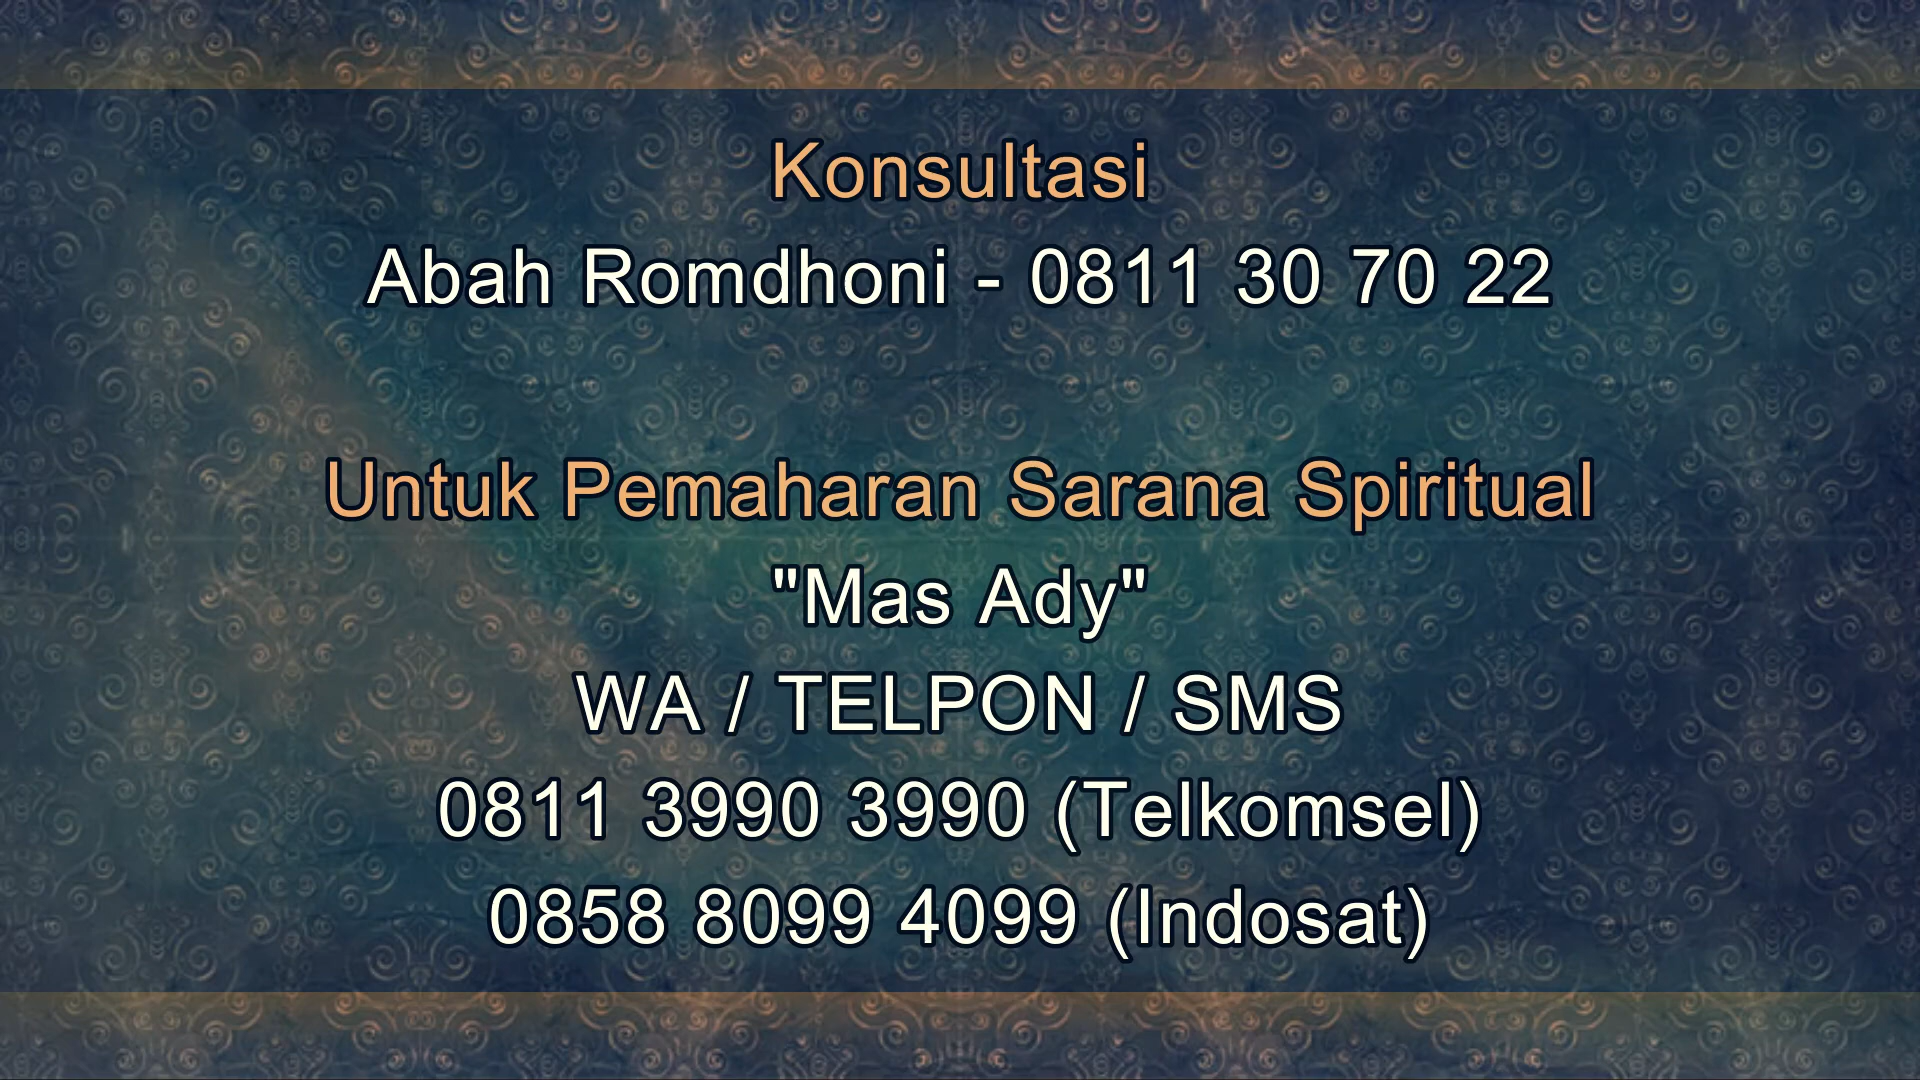 Konsultasi
Abah Romdhoni - 0811 30 70 22
Untuk Pemaharan Sarana Spiritual
"Mas Ady"
WA / TELPON / SMS
0811 3990 3990 (Telkomsel)
0858 8099 4099 (Indosat)